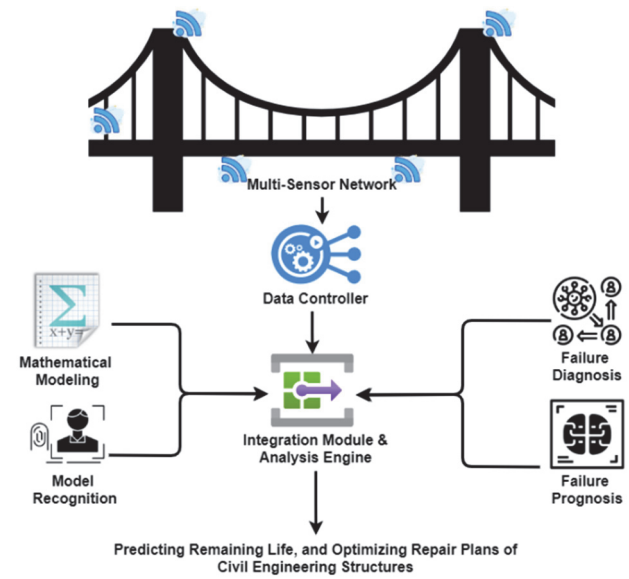 Multi-Sensor Network
Data Controller
x+y=
Mathematical
Modeling
Failure
Diagnosis
Integration Module &
Analysis Engine
Model
Recognition
Failure
Prognosis
Predicting Remaining Life, and Optimizing Repair Plans of
Civil Engineering Structures